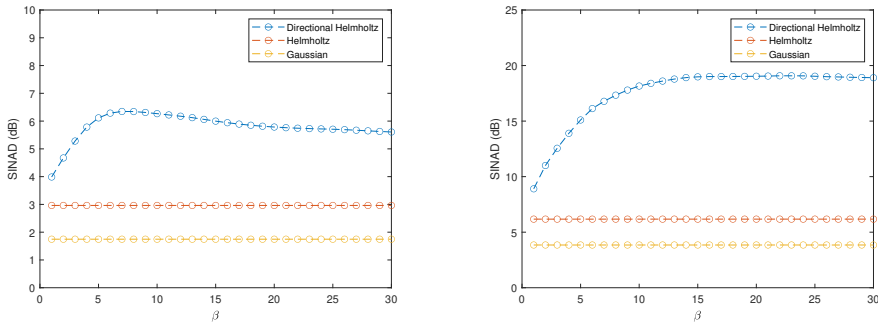 10
9
8
7
6
5
4
3
2
1
0
SINAD (dB)
0 5 10 15 20 25 30
β
Directional Helmholtz
Helmholtz
Gaussian
25
20
15
10
5
0
SINAD (dB)
0 5 10 15 20 25 30
β
Directional Helmholtz
Helmholtz
Gaussian